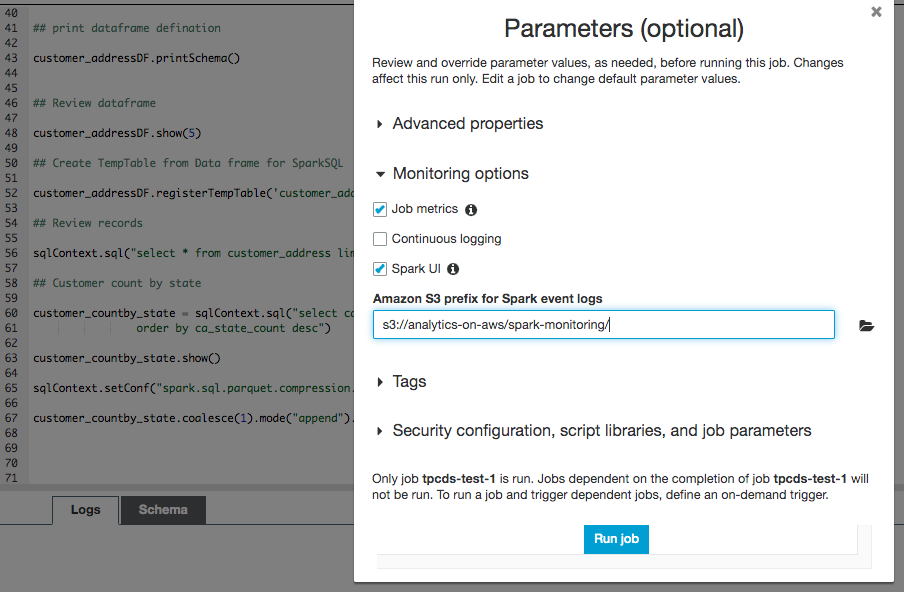 40
41 ## print dataframe defination
42
43 customer_addressDF.printSchema()
44
45
46 ## Review dataframe
47
48 customer_addressDF.show(5)
49
50 ## Create TempTable from Data frame for SparkSQL
51
52 customer_addressDF.registerTempTable('customer_add
53
54 ## Review records
55
56 sqlContext.sql("select * from customer_address lim
57
58 ## Customer count by state
59
60 customer_countby_state = sqlContext.sql("select ca
61 order by ca_state_count desc")
62
63 customer_countby_state.show()
64
65 sqlContext.setConf("spark.sql.parquet.compression.
66
67 customer_countby_state.coalesce(1).mode("append").
68
69
70
71
Logs Schema
×
Parameters (optional)
Review and override parameter values, as needed, before running this job. Changes
affect this run only. Edit a job to change default parameter values.
Advanced properties
Monitoring options
Job metrics
Continuous logging
Spark UI
Amazon S3 prefix for Spark event logs
s3://analytics-on-aws/spark-monitoring/
Tags
Security configuration, script libraries, and job parameters
Only job tpcds-test-1 is run. Jobs dependent on the completion of job tpcds-test-1 will
not be run. To run a job and trigger dependent jobs, define an on-demand trigger.
Run job